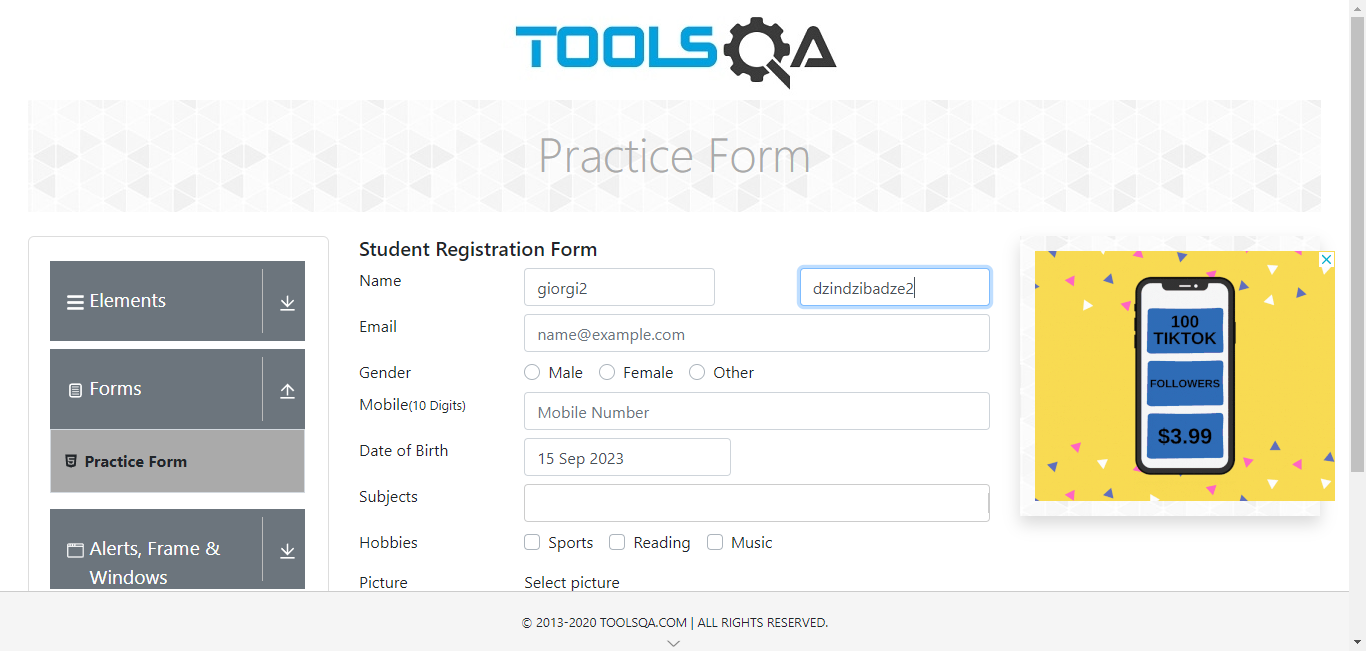 TOOLSQA
Practice Form
Elements
Forms
Practice Form
Alerts, Frame &
Windows
Student Registration Form
Name giorgi2 dzindzibadze2
Email name@example.com
Gender Male Female Other
Mobile(10 Digits) Mobile Number
Date of Birth 15 Sep 2023
Subjects
Hobbies Sports Reading Music
Picture Select picture
100
TIKTOK
FOLLOWERS
$3.99
© 2013-2020 TOOLSQA.COM | ALL RIGHTS RESERVED.